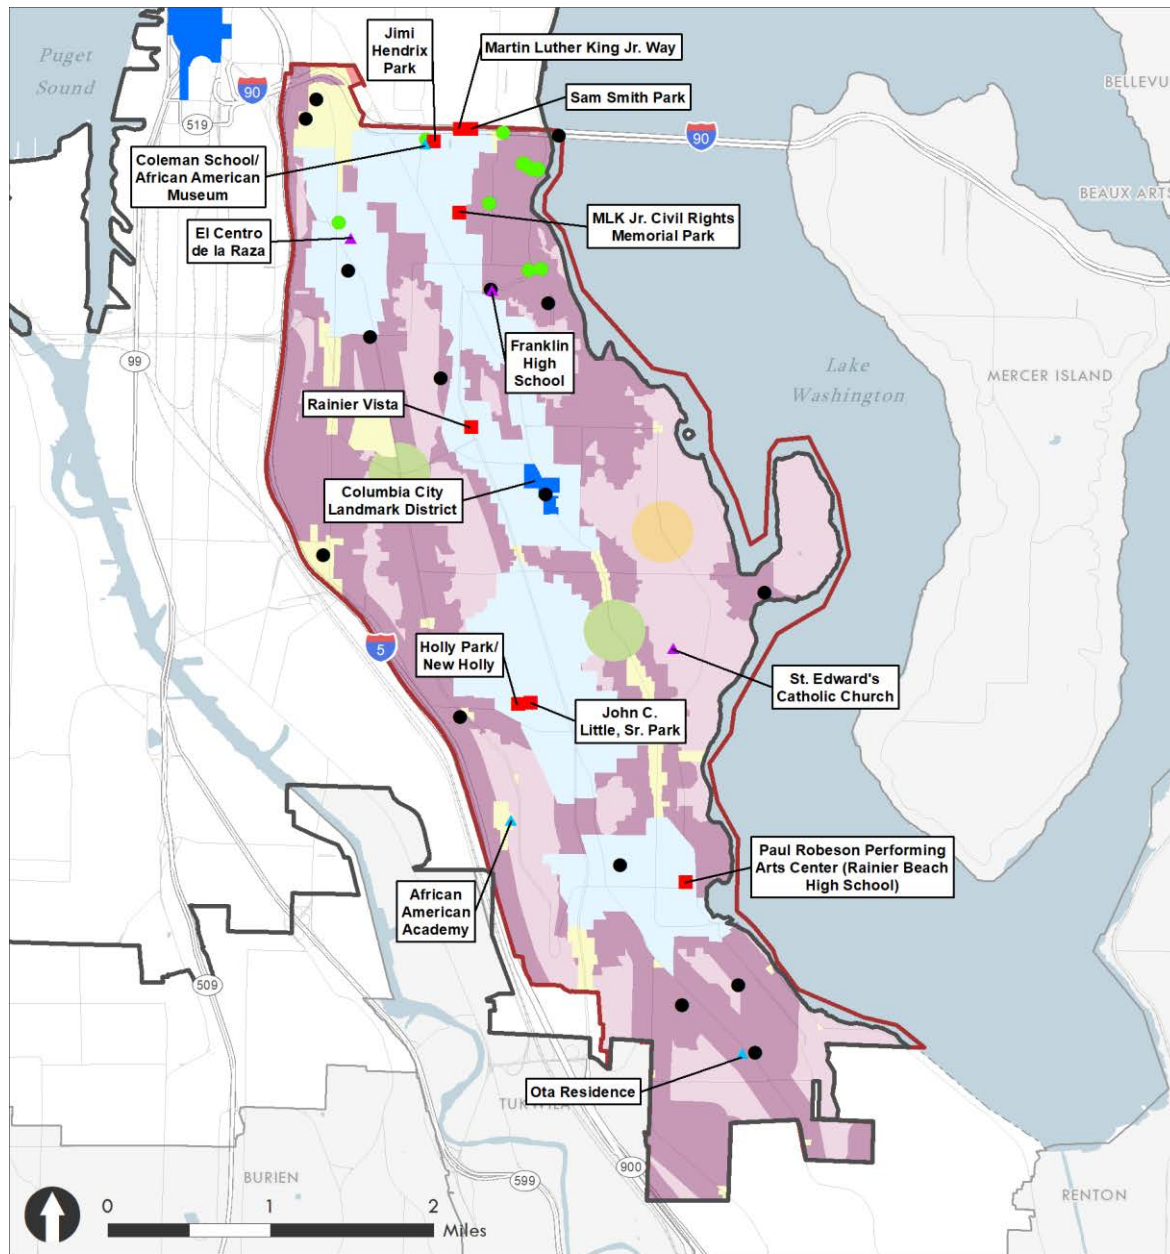 Puget
Sound
Jimi
Hendrix
Park
Martin Luther King Jr. Way
Sam Smith Park
BELLEVU
90
519
90
Coleman School/
African American
Museum
BEAUX ARTS
El Centro
de la Raza
MLK Jr. Civil Rights
Memorial Park
99
Franklin
High
School
Lake
Washington
MERCER ISLAND
Rainier Vista
Columbia City
Landmark District
5
Holly Park/
New Holly
St. Edward's
Catholic Church
John C.
Little, Sr. Park
Paul Robeson Performing
Arts Center (Rainier Beach
High School)
African
American
Academy
509
Ota Residence
TUKWILA
BURIEN
900
599
RENTON
0
1
2
Miles